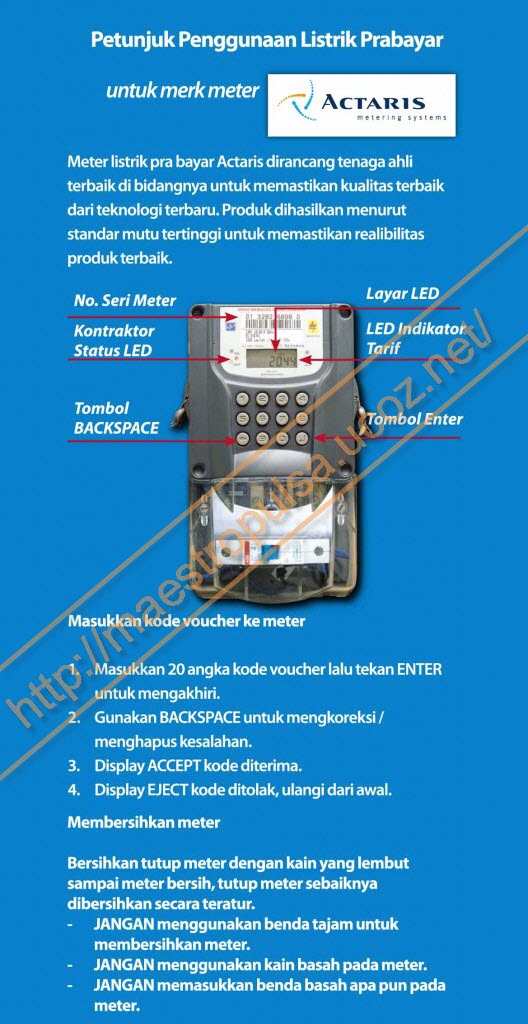 Petunjuk Penggunaan Listrik Prabayar
untuk merk meter
ACTARIS
metering systems
Meter listrik pra bayar Actaris dirancang tenaga ahli
terbaik di bidangnya untuk memastikan kualitas terbaik
dari teknologi terbaru. Produk dihasilkan menurut
standar mutu tertinggi untuk memastikan realibilitas
produk terbaik.
No. Seri Meter
Layar LED
Kontraktor
Status LED
LED Indikator
Tarif
Tombol
BACKSPACE
Tombol Enter
http://maestropulsa.ucoz.net/
Masukkan kode voucher ke meter
1. Masukkan 20 angka kode voucher lalu tekan ENTER
untuk mengakhiri.
2. Gunakan BACKSPACE untuk mengkoreksi /
menghapus kesalahan.
3. Display ACCEPT kode diterima.
4. Display EJECT kode ditolak, ulangi dari awal.
Membersihkan meter
Bersihkan tutup meter dengan kain yang lembut
sampai meter bersih, tutup meter sebaiknya
dibersihkan secara teratur.
- JANGAN menggunakan benda tajam untuk
membersihkan meter.
- JANGAN menggunakan kain basah pada meter.
- JANGAN memasukkan benda basah apa pun pada
meter.